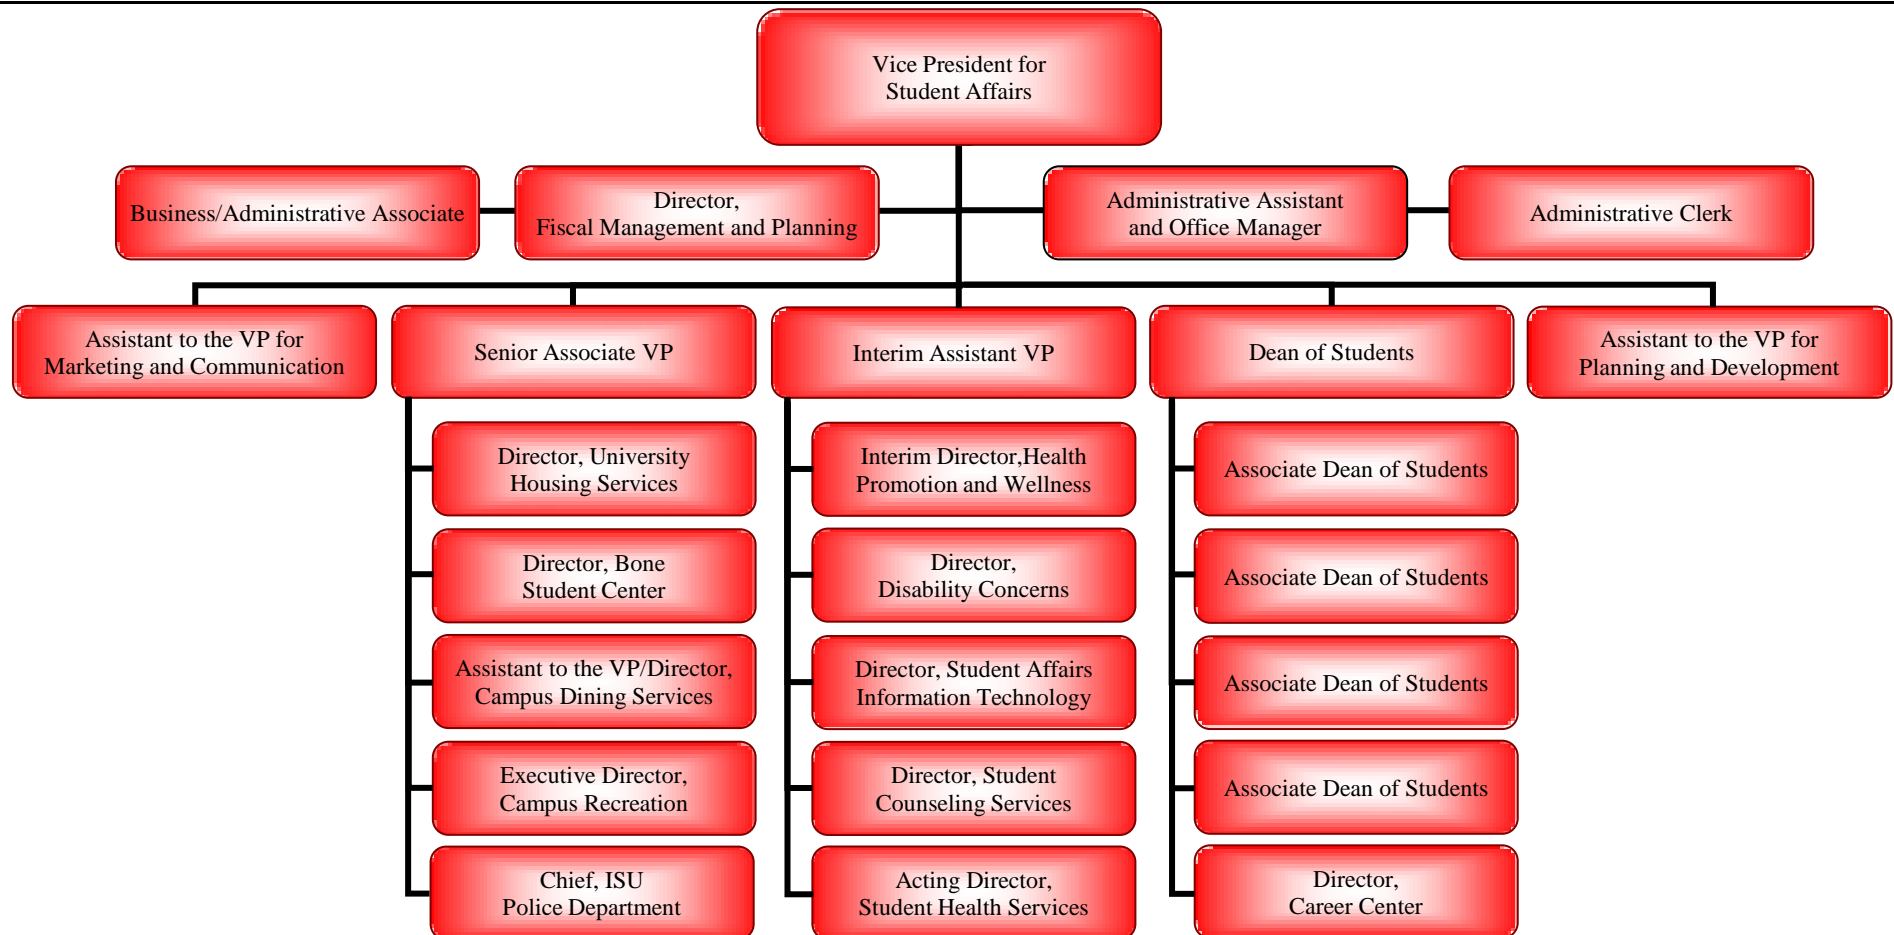 Vice President for
Student Affairs
Business/Administrative Associate
Director,
Fiscal Management and Planning
Administrative Assistant
and Office Manager
Administrative Clerk
Assistant to the VP for
Marketing and Communication
Senior Associate VP
Interim Assistant VP
Dean of Students
Assistant to the VP for
Planning and Development
Director, University
Housing Services
Director, Bone
Student Center
Assistant to the VP/Director,
Campus Dining Services
Executive Director,
Campus Recreation
Chief, ISU
Police Department
Interim Director,Health
Promotion and Wellness
Director,
Disability Concerns
Director, Student Affairs
Information Technology
Director, Student
Counseling Services
Acting Director,
Student Health Services
Associate Dean of Students
Associate Dean of Students
Associate Dean of Students
Associate Dean of Students
Director,
Career Center